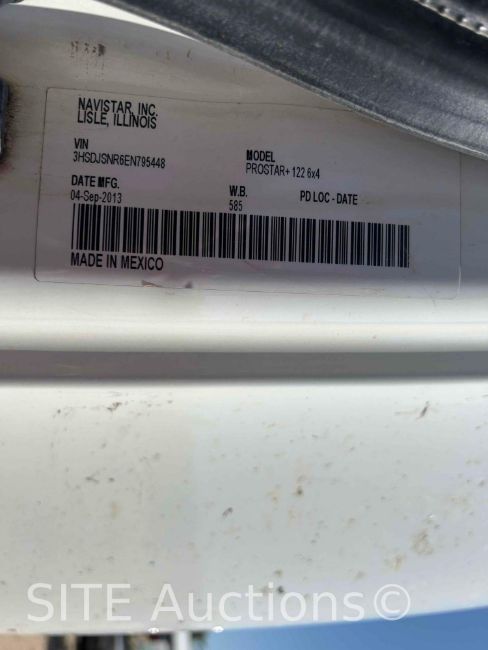 NAVISTAR, INC.
LISLE, ILLINOIS
VIN
3HSDJSNR6EN795448
MODEL
PROSTAR+ 122 6x4
DATE MFG.
04-Sep-2013
W.B.
585
PD LOC - DATE
MADE IN MEXICO
SITE Auctions©